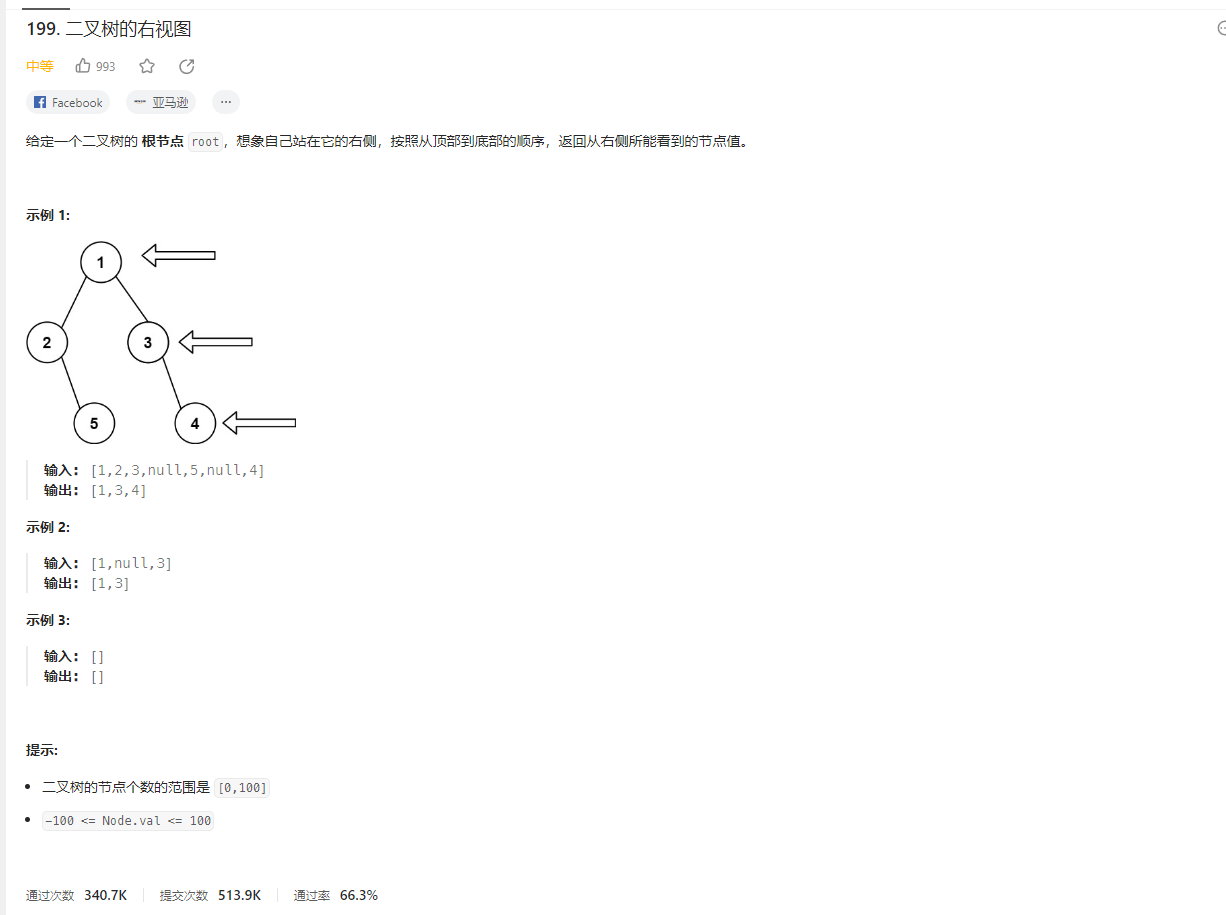 199. 二叉树的右视图
中等 993
Facebook 亚马逊 ···
给定一个二叉树的 根节点 root，想象自己站在它的右侧，按照从顶部到底部的顺序，返回从右侧所能看到的节点值。
示例 1:
1
2 3
5 4
输入: [1,2,3,null,5,null,4]
输出: [1,3,4]
示例 2:
输入: [1,null,3]
输出: [1,3]
示例 3:
输入: []
输出: []
提示:
二叉树的节点个数的范围是 [0,100]
-100 <= Node.val <= 100
通过次数 340.7K 提交次数 513.9K 通过率 66.3%